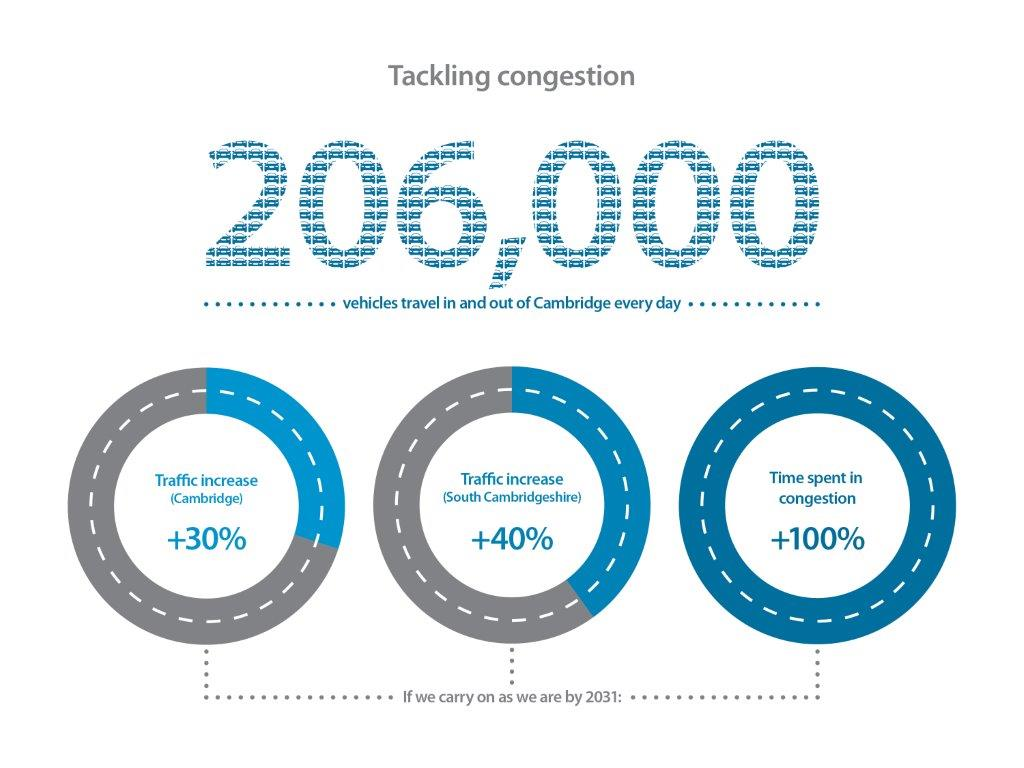 Tackling congestion
206,000
vehicles travel in and out of Cambridge every day
Traffic increase
(Cambridge)
+30%
Traffic increase
(South Cambridgeshire)
+40%
Time spent in
congestion
+100%
If we carry on as we are by 2031: